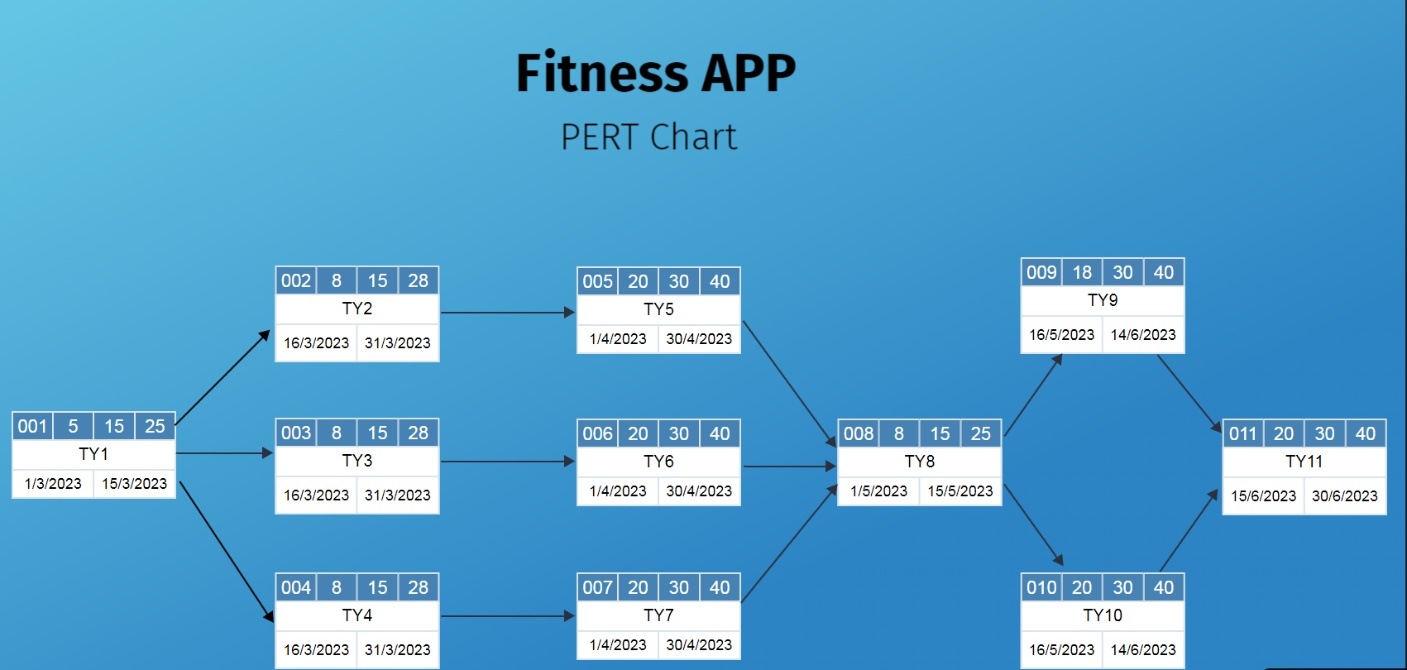 Fitness APP
PERT Chart
001 5 15 25
TY1
1/3/2023 15/3/2023
002 8 15 28
TY2
16/3/2023 31/3/2023
003 8 15 28
TY3
16/3/2023 31/3/2023
004 8 15 28
TY4
16/3/2023 31/3/2023
005 20 30 40
TY5
1/4/2023 30/4/2023
006 20 30 40
TY6
1/4/2023 30/4/2023
007 20 30 40
TY7
1/4/2023 30/4/2023
008 8 15 25
TY8
1/5/2023 15/5/2023
009 18 30 40
TY9
16/5/2023 14/6/2023
010 20 30 40
TY10
16/5/2023 14/6/2023
011 20 30 40
TY11
15/6/2023 30/6/2023